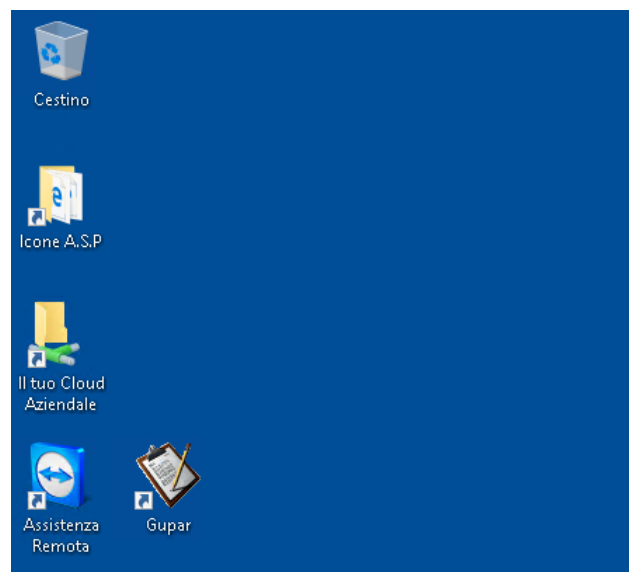 Cestino
Icone A.S.P
Il tuo Cloud
Aziendale
Assistenza
Remota
Gupar